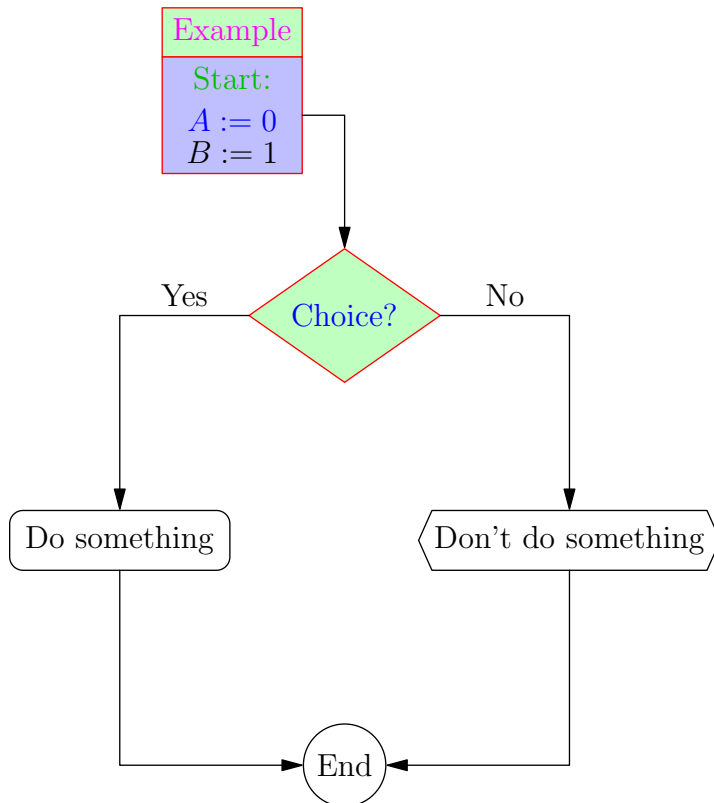 Example
Start:
A := 0
B := 1
Yes
No
Choice?
Do something
Don't do something
End